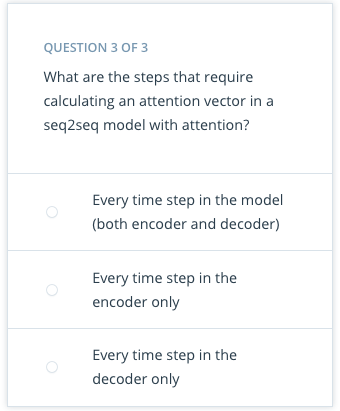 QUESTION 3 OF 3
What are the steps that require
calculating an attention vector in a
seq2seq model with attention?
Every time step in the model
(both encoder and decoder)
Every time step in the
encoder only
Every time step in the
decoder only